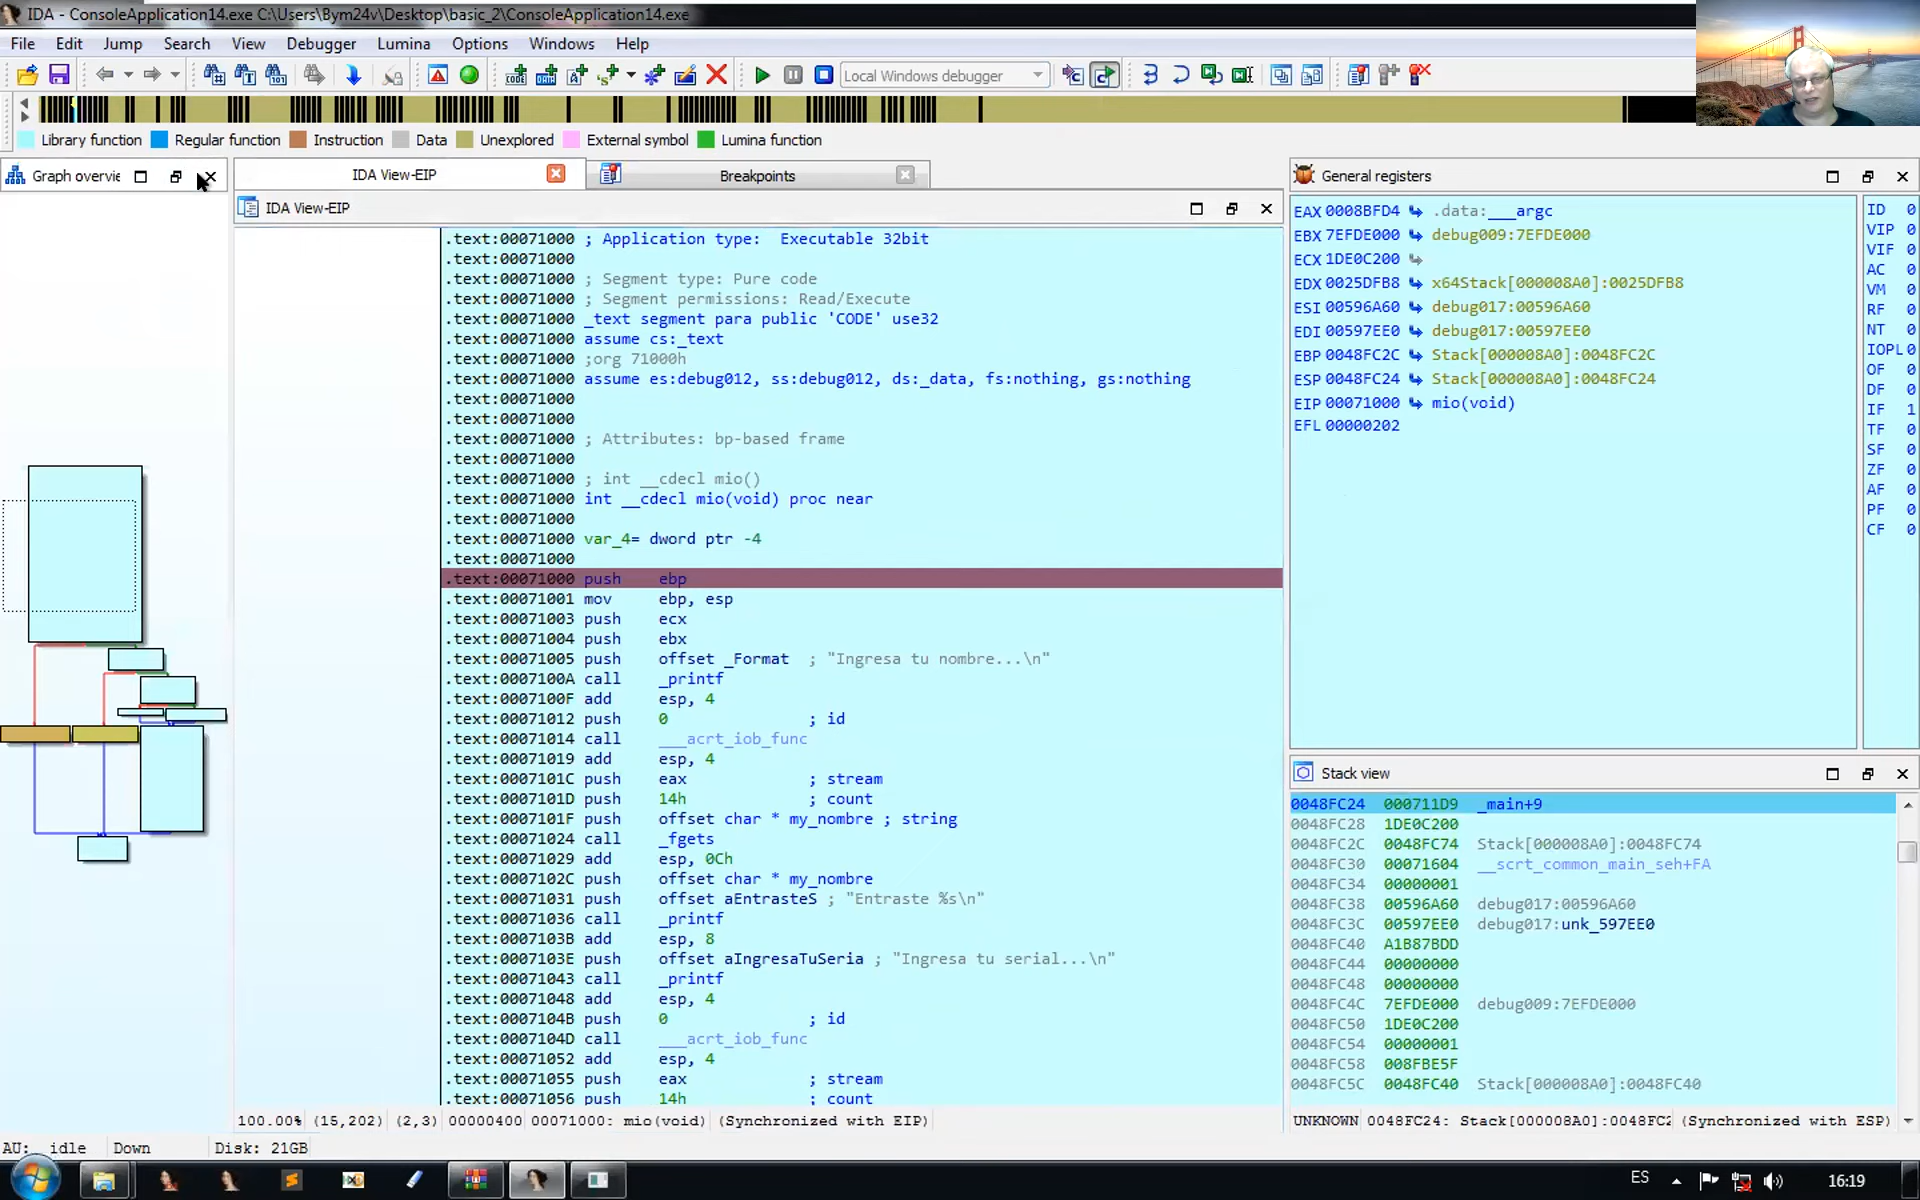 IDA - ConsoleApplication14.exe C:\Users\Bym24v\Desktop\basic_2\ConsoleApplication14.exe
File Edit Jump Search View Debugger Lumina Options Windows Help
Local Windows debugger
Library function Regular function Instruction Data Unexplored External symbol Lumina function
Graph overvie
IDA View-EIP Breakpoints
IDA View-EIP
.text:00071000 ; Application type:  Executable 32bit
.text:00071000
.text:00071000 ; Segment type: Pure code
.text:00071000 ; Segment permissions: Read/Execute
.text:00071000 _text segment para public 'CODE' use32
.text:00071000 assume cs:_text
.text:00071000 ;org 71000h
.text:00071000 assume es:debug012, ss:debug012, ds:_data, fs:nothing, gs:nothing
.text:00071000
.text:00071000
.text:00071000 ; Attributes: bp-based frame
.text:00071000
.text:00071000 ; int __cdecl mio()
.text:00071000 int __cdecl mio(void) proc near
.text:00071000
.text:00071000 var_4= dword ptr -4
.text:00071000
.text:00071000 push ebp
.text:00071001 mov ebp, esp
.text:00071003 push ecx
.text:00071004 push ebx
.text:00071005 push offset _Format ; "Ingresa tu nombre...\n"
.text:0007100A call _printf
.text:0007100F add esp, 4
.text:00071012 push 0 ; id
.text:00071014 call ___acrt_iob_func
.text:00071019 add esp, 4
.text:0007101C push eax ; stream
.text:0007101D push 14h ; count
.text:0007101F push offset char * my_nombre ; string
.text:00071024 call _fgets
.text:00071029 add esp, 0Ch
.text:0007102C push offset char * my_nombre
.text:00071031 push offset aEntrasteS ; "Entraste %s\n"
.text:00071036 call _printf
.text:0007103B add esp, 8
.text:0007103E push offset aIngresaTuSeria ; "Ingresa tu serial...\n"
.text:00071043 call _printf
.text:00071048 add esp, 4
.text:0007104B push 0 ; id
.text:0007104D call ___acrt_iob_func
.text:00071052 add esp, 4
.text:00071055 push eax ; stream
.text:00071056 push 14h ; count
100.00% (15,202) (2,3) 00000400 00071000: mio(void) (Synchronized with EIP)
General registers
EAX 0008BFD4 .data:___argc
EBX 7EFDE000 debug009:7EFDE000
ECX 1DE0C200
EDX 0025DFB8 x64Stack[000008A0]:0025DFB8
ESI 00596A60 debug017:00596A60
EDI 00597EE0 debug017:00597EE0
EBP 0048FC2C Stack[000008A0]:0048FC2C
ESP 0048FC24 Stack[000008A0]:0048FC24
EIP 00071000 mio(void)
EFL 00000202
ID 0
VIP 0
VIF 0
AC 0
VM 0
RF 0
NT 0
IOPL 0
OF 0
DF 0
IF 1
TF 0
SF 0
ZF 0
AF 0
PF 0
CF 0
Stack view
0048FC24 000711D9 _main+9
0048FC28 1DE0C200
0048FC2C 0048FC74 Stack[000008A0]:0048FC74
0048FC30 00071604 __scrt_common_main_seh+FA
0048FC34 00000001
0048FC38 00596A60 debug017:00596A60
0048FC3C 00597EE0 debug017:unk_597EE0
0048FC40 A1B87BDD
0048FC44 00000000
0048FC48 00000000
0048FC4C 7EFDE000 debug009:7EFDE000
0048FC50 1DE0C200
0048FC54 00000001
0048FC58 008FBE5F
0048FC5C 0048FC40 Stack[000008A0]:0048FC40
UNKNOWN 0048FC24: Stack[000008A0]:0048FC2 (Synchronized with ESP)
AU: idle Down Disk: 21GB
ES 16:19